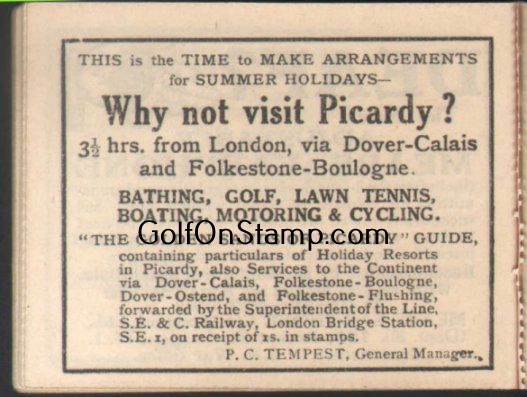 THIS is the TIME to MAKE ARRANGEMENTS
for SUMMER HOLIDAYS—
Why not visit Picardy?
3½ hrs. from London, via Dover-Calais
and Folkestone-Boulogne.
BATHING, GOLF, LAWN TENNIS,
BOATING, MOTORING & CYCLING.
GolfOnStamp.com
"THE GOLDEN SANDS OF PICARDY" GUIDE,
containing particulars of Holiday Resorts
in Picardy, also Services to the Continent
via Dover-Calais, Folkestone-Boulogne,
Dover-Ostend, and Folkestone-Flushing,
forwarded by the Superintendent of the Line,
S.E. & C. Railway, London Bridge Station,
S.E. 1, on receipt of 1s. in stamps.
P. C. TEMPEST, General Manager.